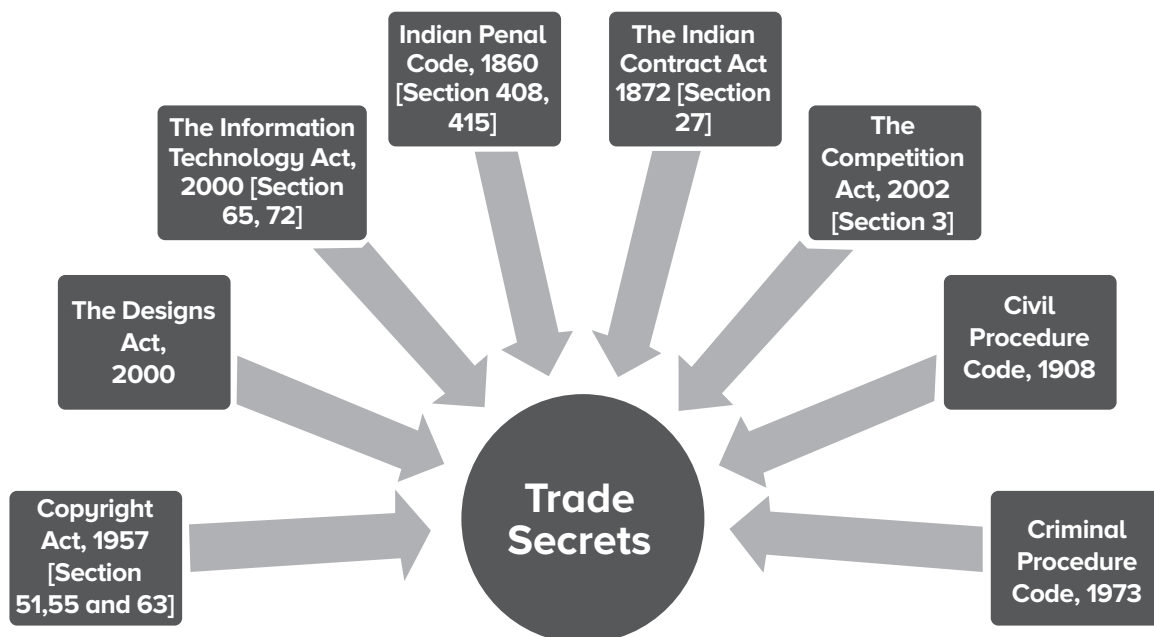 Indian Penal
Code, 1860
[Section 408,
415]
The Indian
Contract Act
1872 [Section
27]
The Information
Technology Act,
2000 [Section
65, 72]
The
Competition
Act, 2002
[Section 3]
The Designs
Act,
2000
Civil
Procedure
Code, 1908
Copyright
Act, 1957
[Section
51,55 and 63]
Trade
Secrets
Criminal
Procedure
Code, 1973